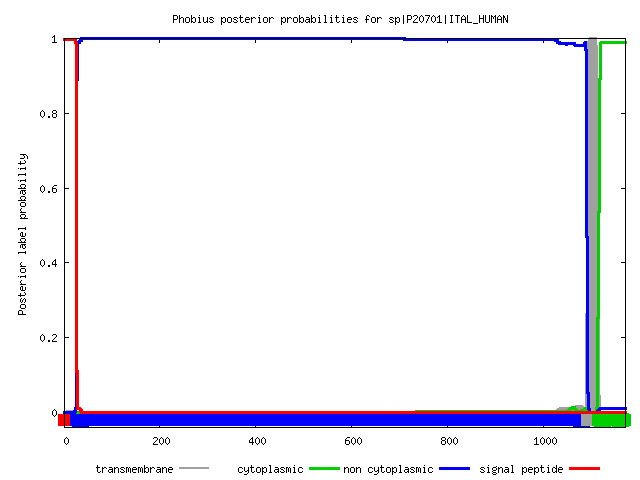 Phobius posterior probabilities for sp|P20701|ITAL_HUMAN
Posterior label probability
1
0.8
0.6
0.4
0.2
0
0 200 400 600 800 1000
transmembrane cytoplasmic non cytoplasmic signal peptide